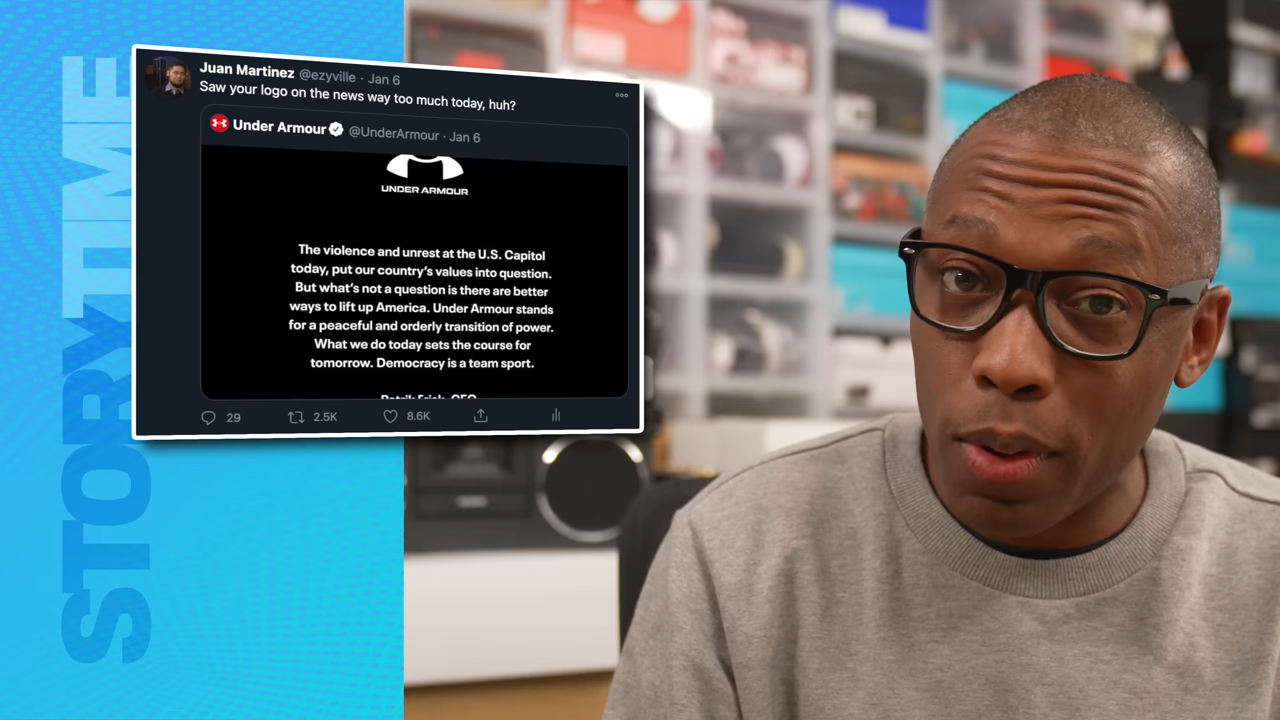 STORYTIME
Juan Martinez @ezyville · Jan 6
Saw your logo on the news way too much today, huh?
Under Armour @UnderArmour · Jan 6
UNDER ARMOUR
The violence and unrest at the U.S. Capitol
today, put our country's values into question.
But what's not a question is there are better
ways to lift up America. Under Armour stands
for a peaceful and orderly transition of power.
What we do today sets the course for
tomorrow. Democracy is a team sport.
29
2.5K
8.6K